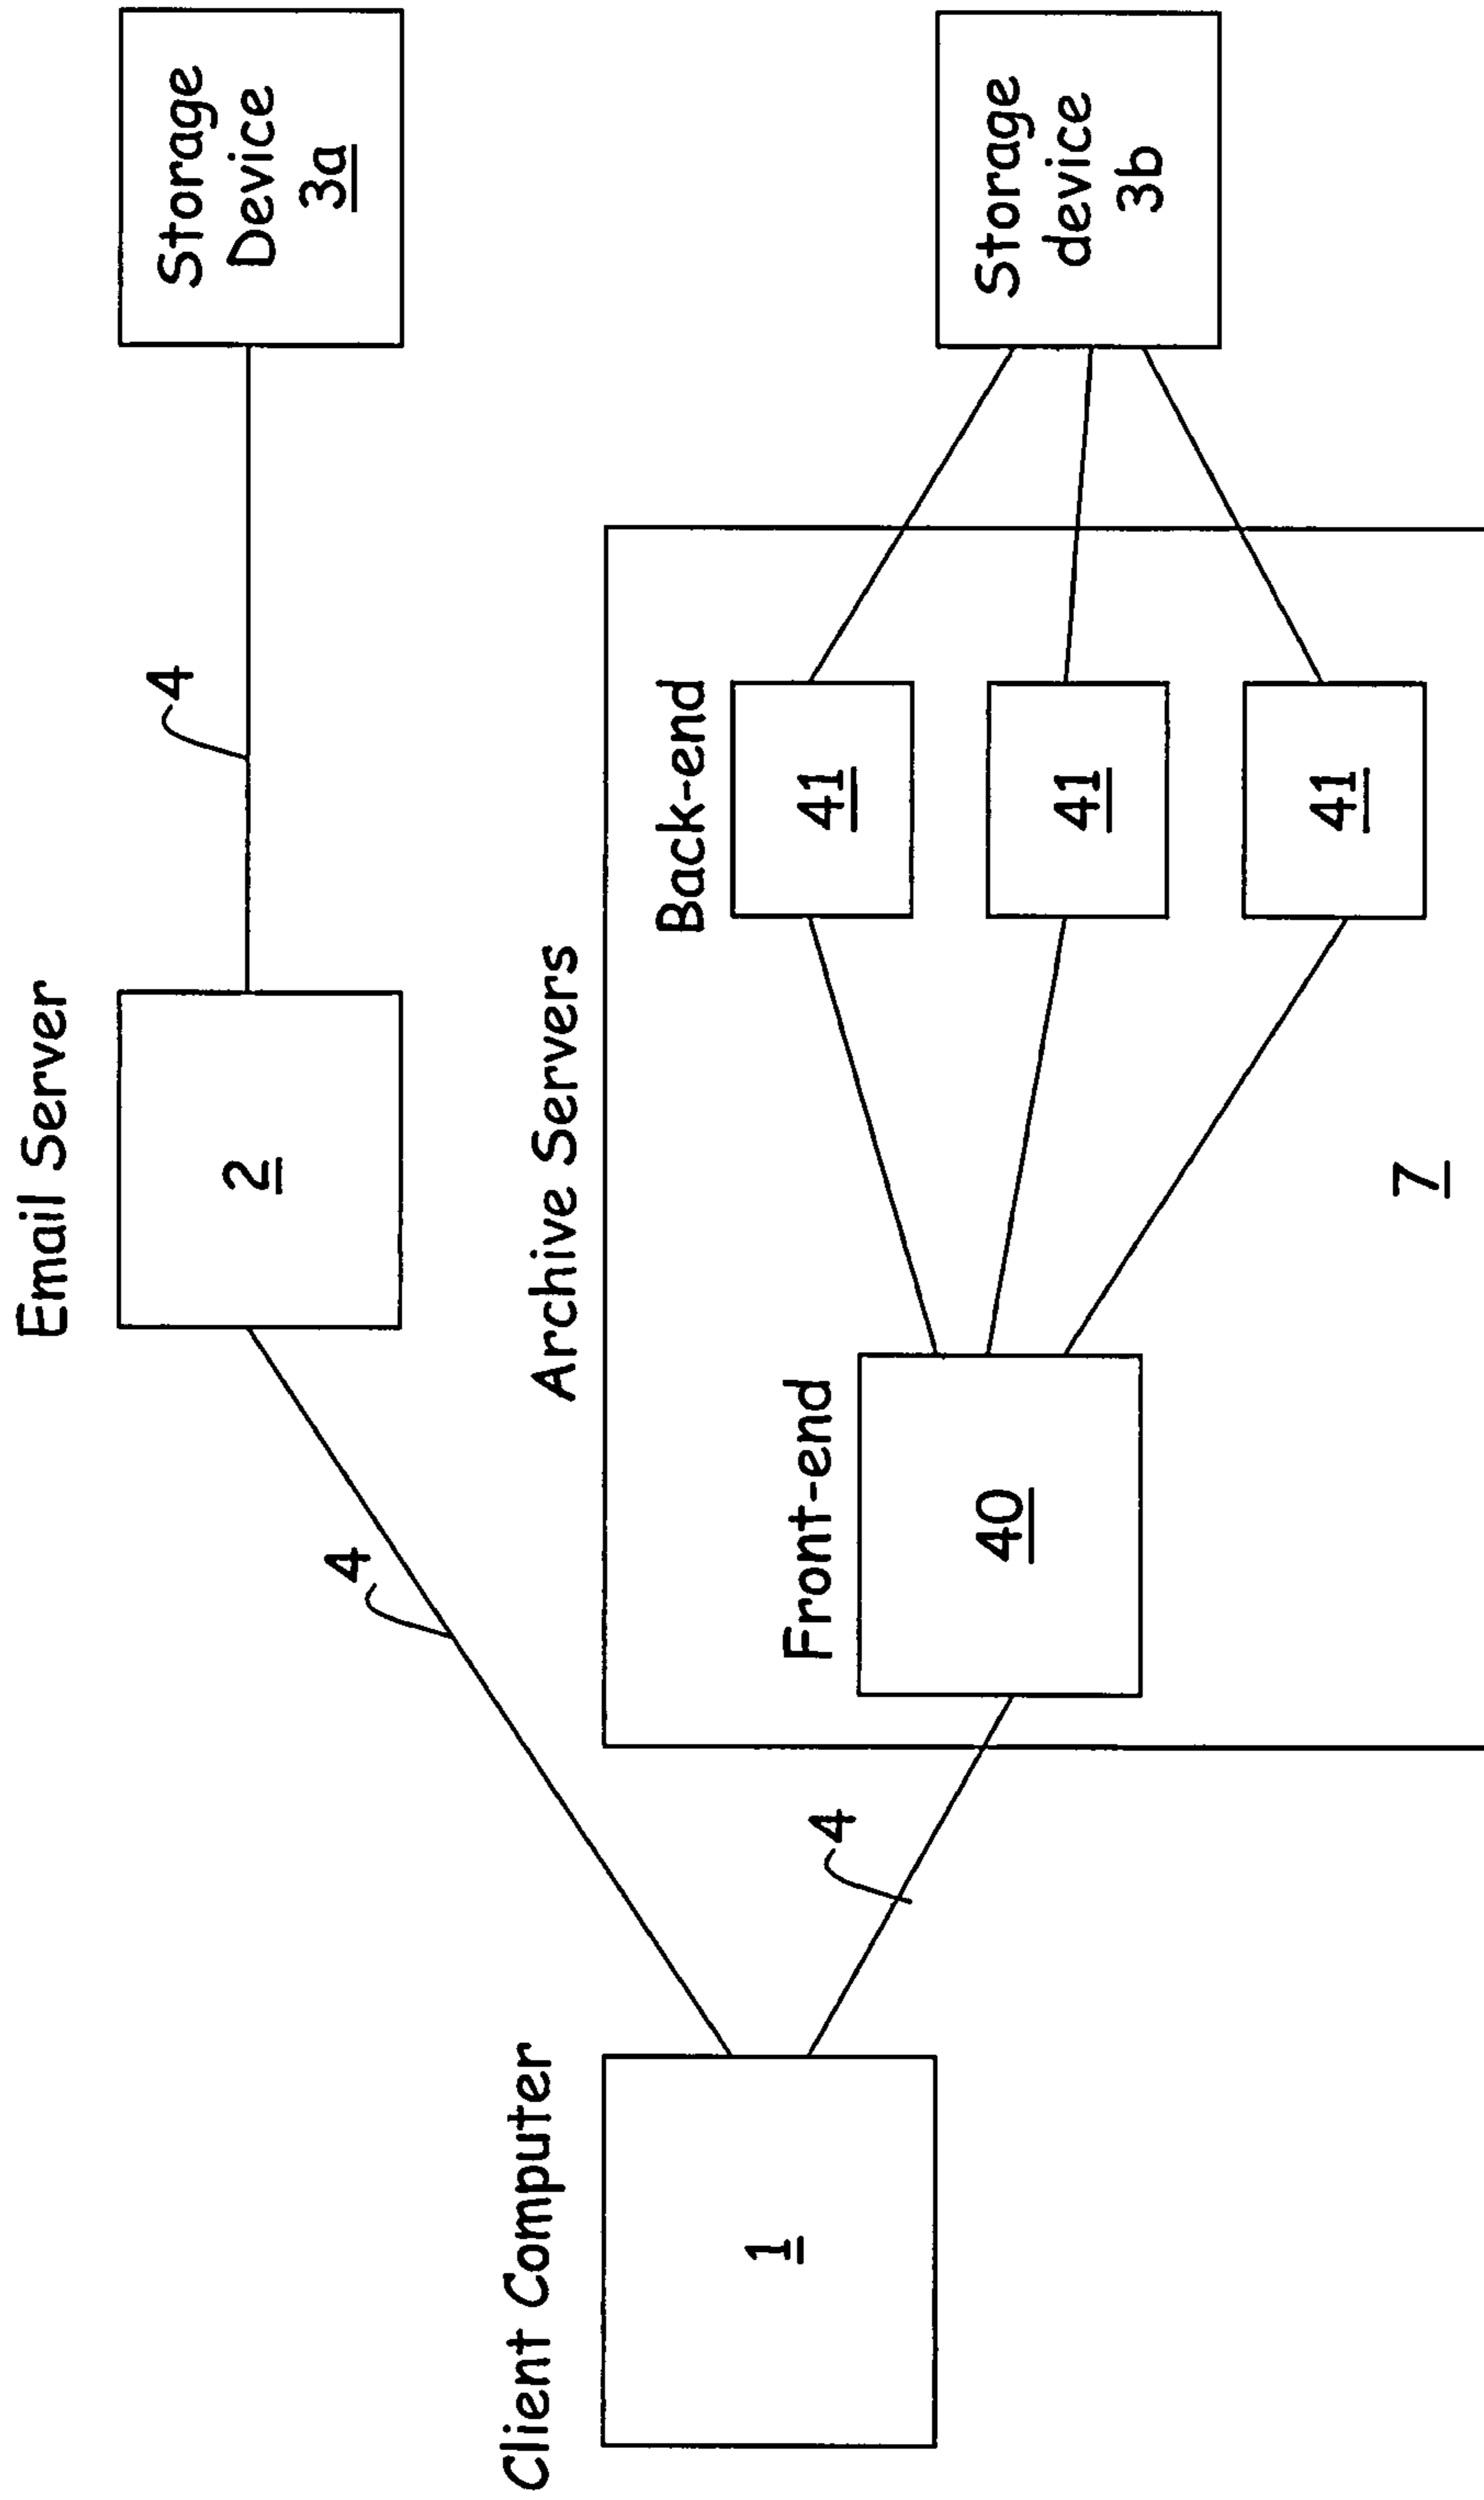 Email Server
2
4
Storage
Device
3a
4
Archive Servers
Back-end
41
41
41
Storage
device
3b
Front-end
40
7
4
Client Computer
1